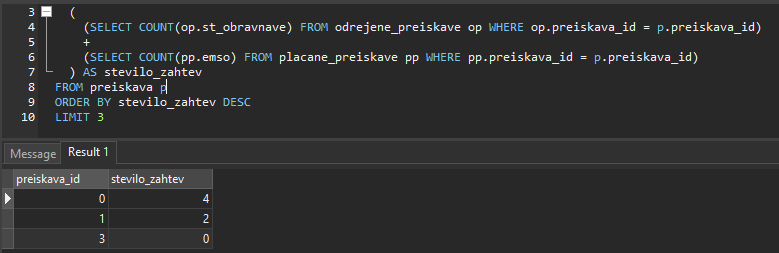 3 (
4 (SELECT COUNT(op.st_obravnave) FROM odrejene_preiskave op WHERE op.preiskava_id = p.preiskava_id)
5 +
6 (SELECT COUNT(pp.emso) FROM placane_preiskave pp WHERE pp.preiskava_id = p.preiskava_id)
7 ) AS stevilo_zahtev
8 FROM preiskava p
9 ORDER BY stevilo_zahtev DESC
10 LIMIT 3
Message Result 1
preiskava_id stevilo_zahtev
0 4
1 2
3 0